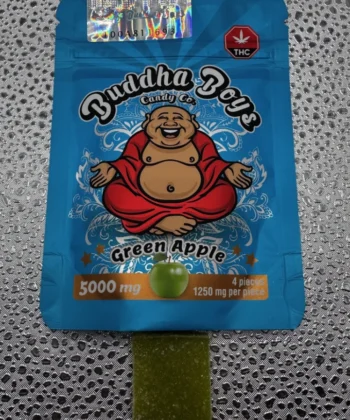 THC
Buddha Boys
Candy Co.
Green Apple
5000 mg
4 pieces
1250 mg per piece